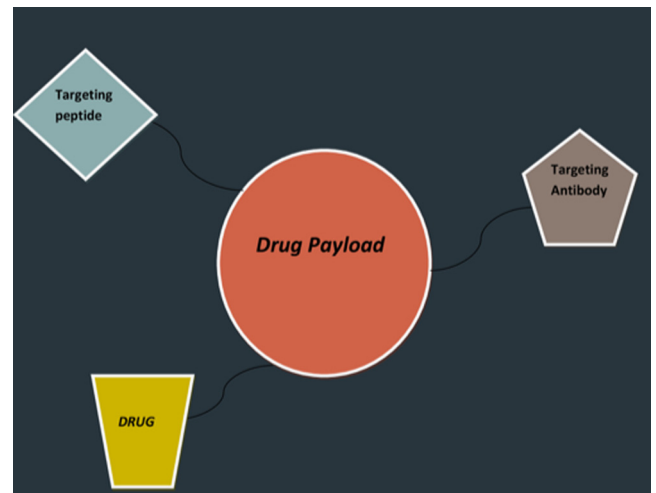 Targeting
peptide
Targeting
Antibody
Drug Payload
DRUG